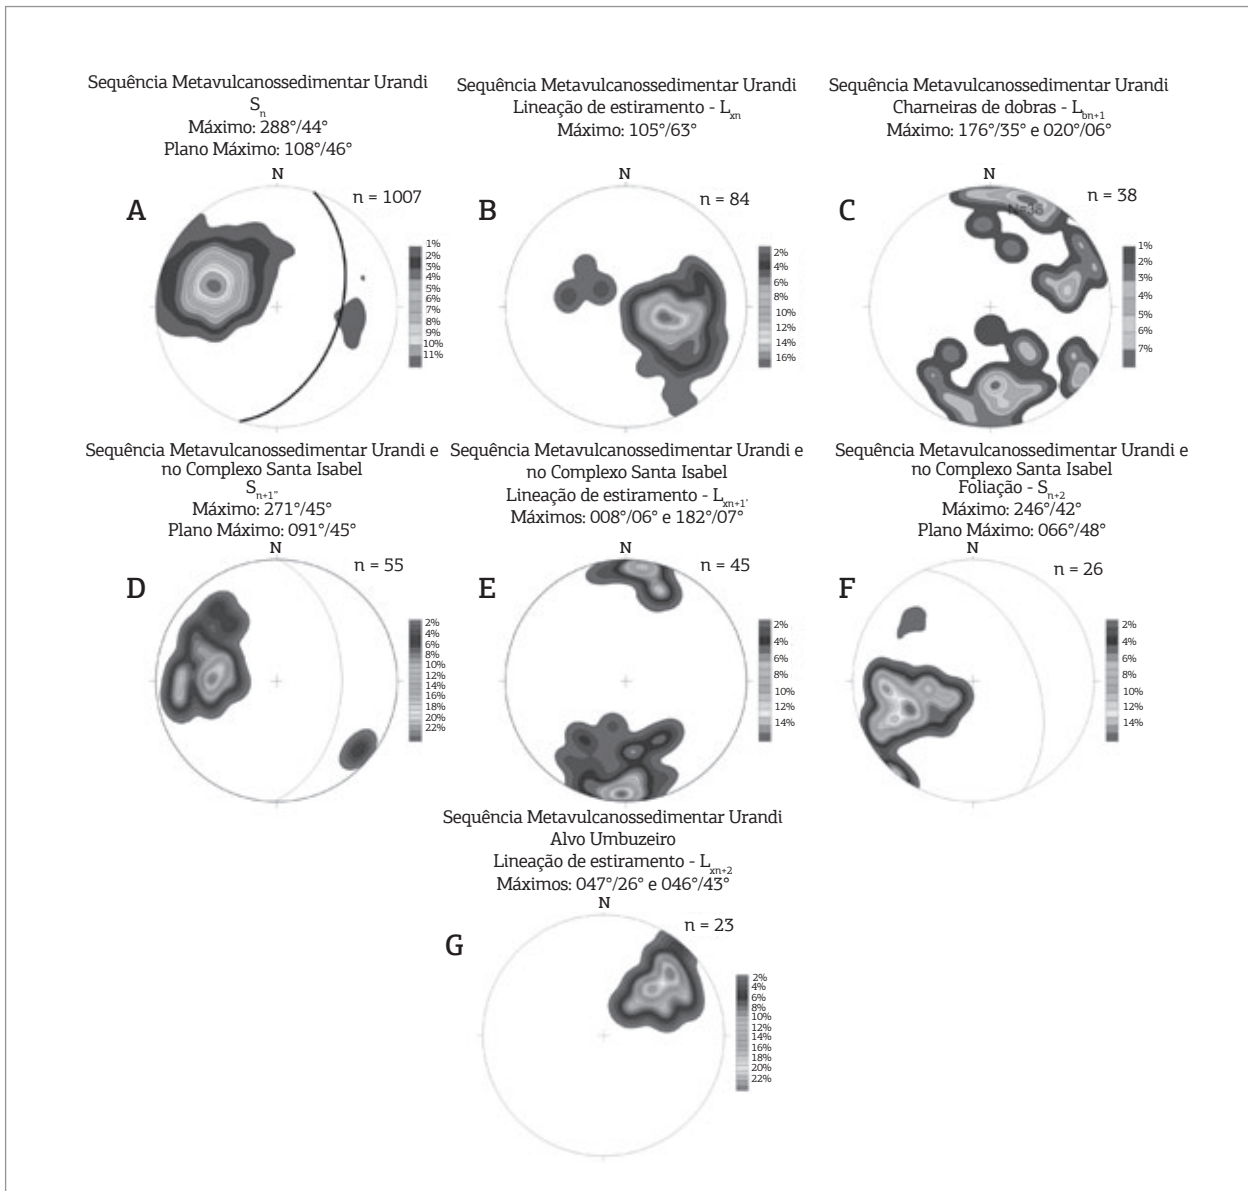 Sequência Metavulcanossedimentar Urandi
Sn
Máximo: 288°/44°
Plano Máximo: 108°/46°
N
n = 1007
A
1%
2%
3%
4%
5%
6%
7%
8%
9%
10%
11%
Sequência Metavulcanossedimentar Urandi
Lineação de estiramento - Lxn
Máximo: 105°/63°
N
n = 84
B
2%
4%
6%
8%
10%
12%
14%
16%
Sequência Metavulcanossedimentar Urandi
Charneiras de dobras - Lbn+1
Máximo: 176°/35° e 020°/06°
N
n = 38
C
1%
2%
3%
4%
5%
6%
7%
Sequência Metavulcanossedimentar Urandi e
no Complexo Santa Isabel
Sn+1"
Máximo: 271°/45°
Plano Máximo: 091°/45°
N
n = 55
D
2%
4%
6%
8%
10%
12%
14%
16%
18%
20%
22%
Sequência Metavulcanossedimentar Urandi e
no Complexo Santa Isabel
Lineação de estiramento - Lxn+1'
Máximos: 008°/06° e 182°/07°
N
n = 45
E
2%
4%
6%
8%
10%
12%
14%
Sequência Metavulcanossedimentar Urandi e
no Complexo Santa Isabel
Foliação - Sn+2
Máximo: 246°/42°
Plano Máximo: 066°/48°
N
n = 26
F
2%
4%
6%
8%
10%
12%
14%
Sequência Metavulcanossedimentar Urandi
Alvo Umbuzeiro
Lineação de estiramento - Lxn+2
Máximos: 047°/26° e 046°/43°
N
n = 23
G
2%
4%
6%
8%
10%
12%
14%
16%
18%
20%
22%